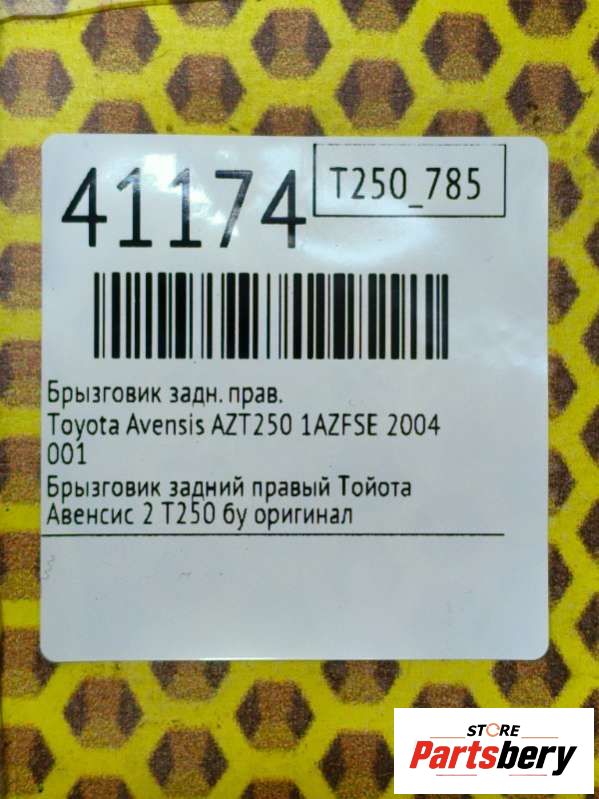 41174
T250_785
Брызговик задн. прав.
Toyota Avensis AZT250 1AZFSE 2004
001
Брызговик задний правый Тойота
Авенсис 2 Т250 бу оригинал
STORE
Partsbery